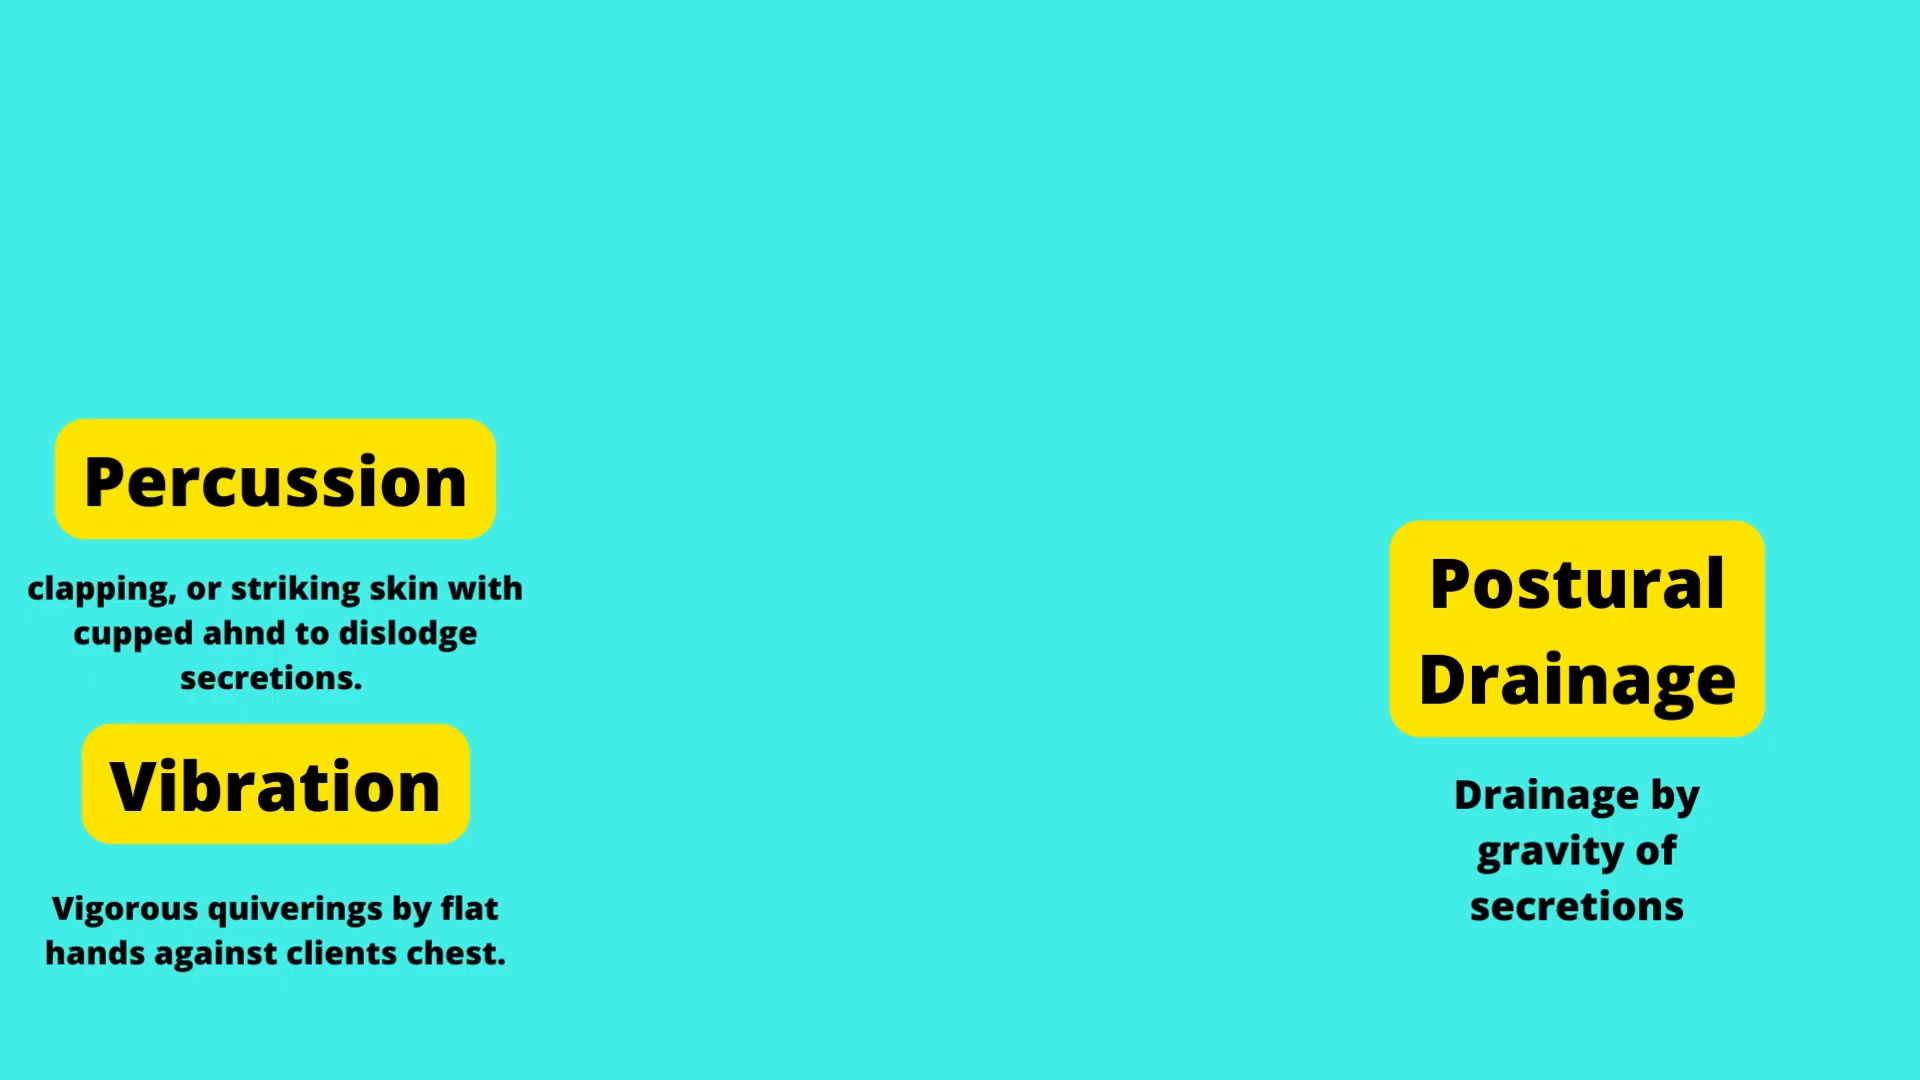 Percussion
clapping, or striking skin with
cupped ahnd to dislodge
secretions.
Vibration
Vigorous quiverings by flat
hands against clients chest.
Postural
Drainage
Drainage by
gravity of
secretions